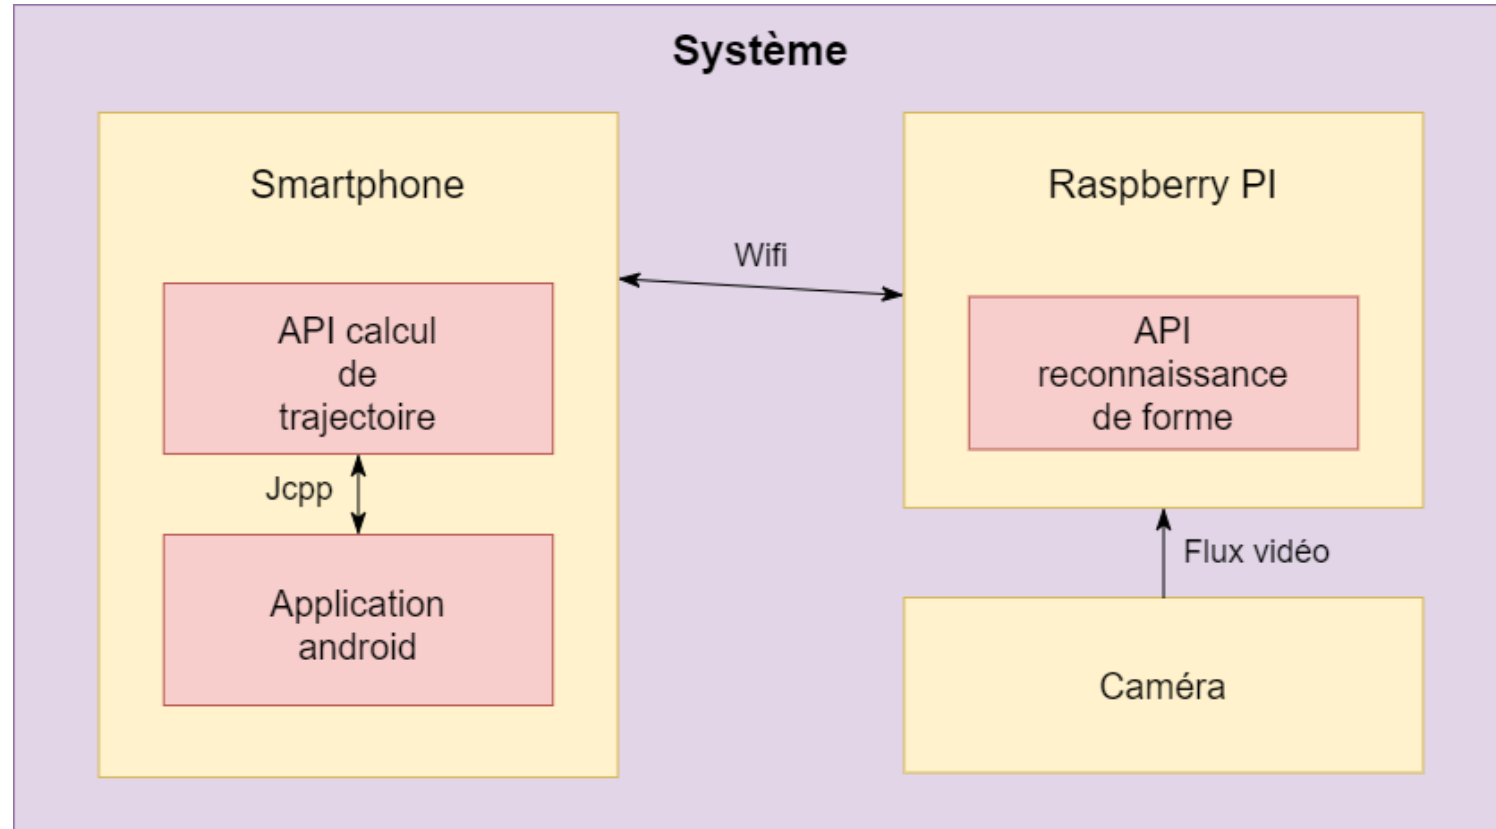 Système
Smartphone
API calcul
de
trajectoire
Jcpp
Application
android
Wifi
Raspberry PI
API
reconnaissance
de forme
Flux vidéo
Caméra